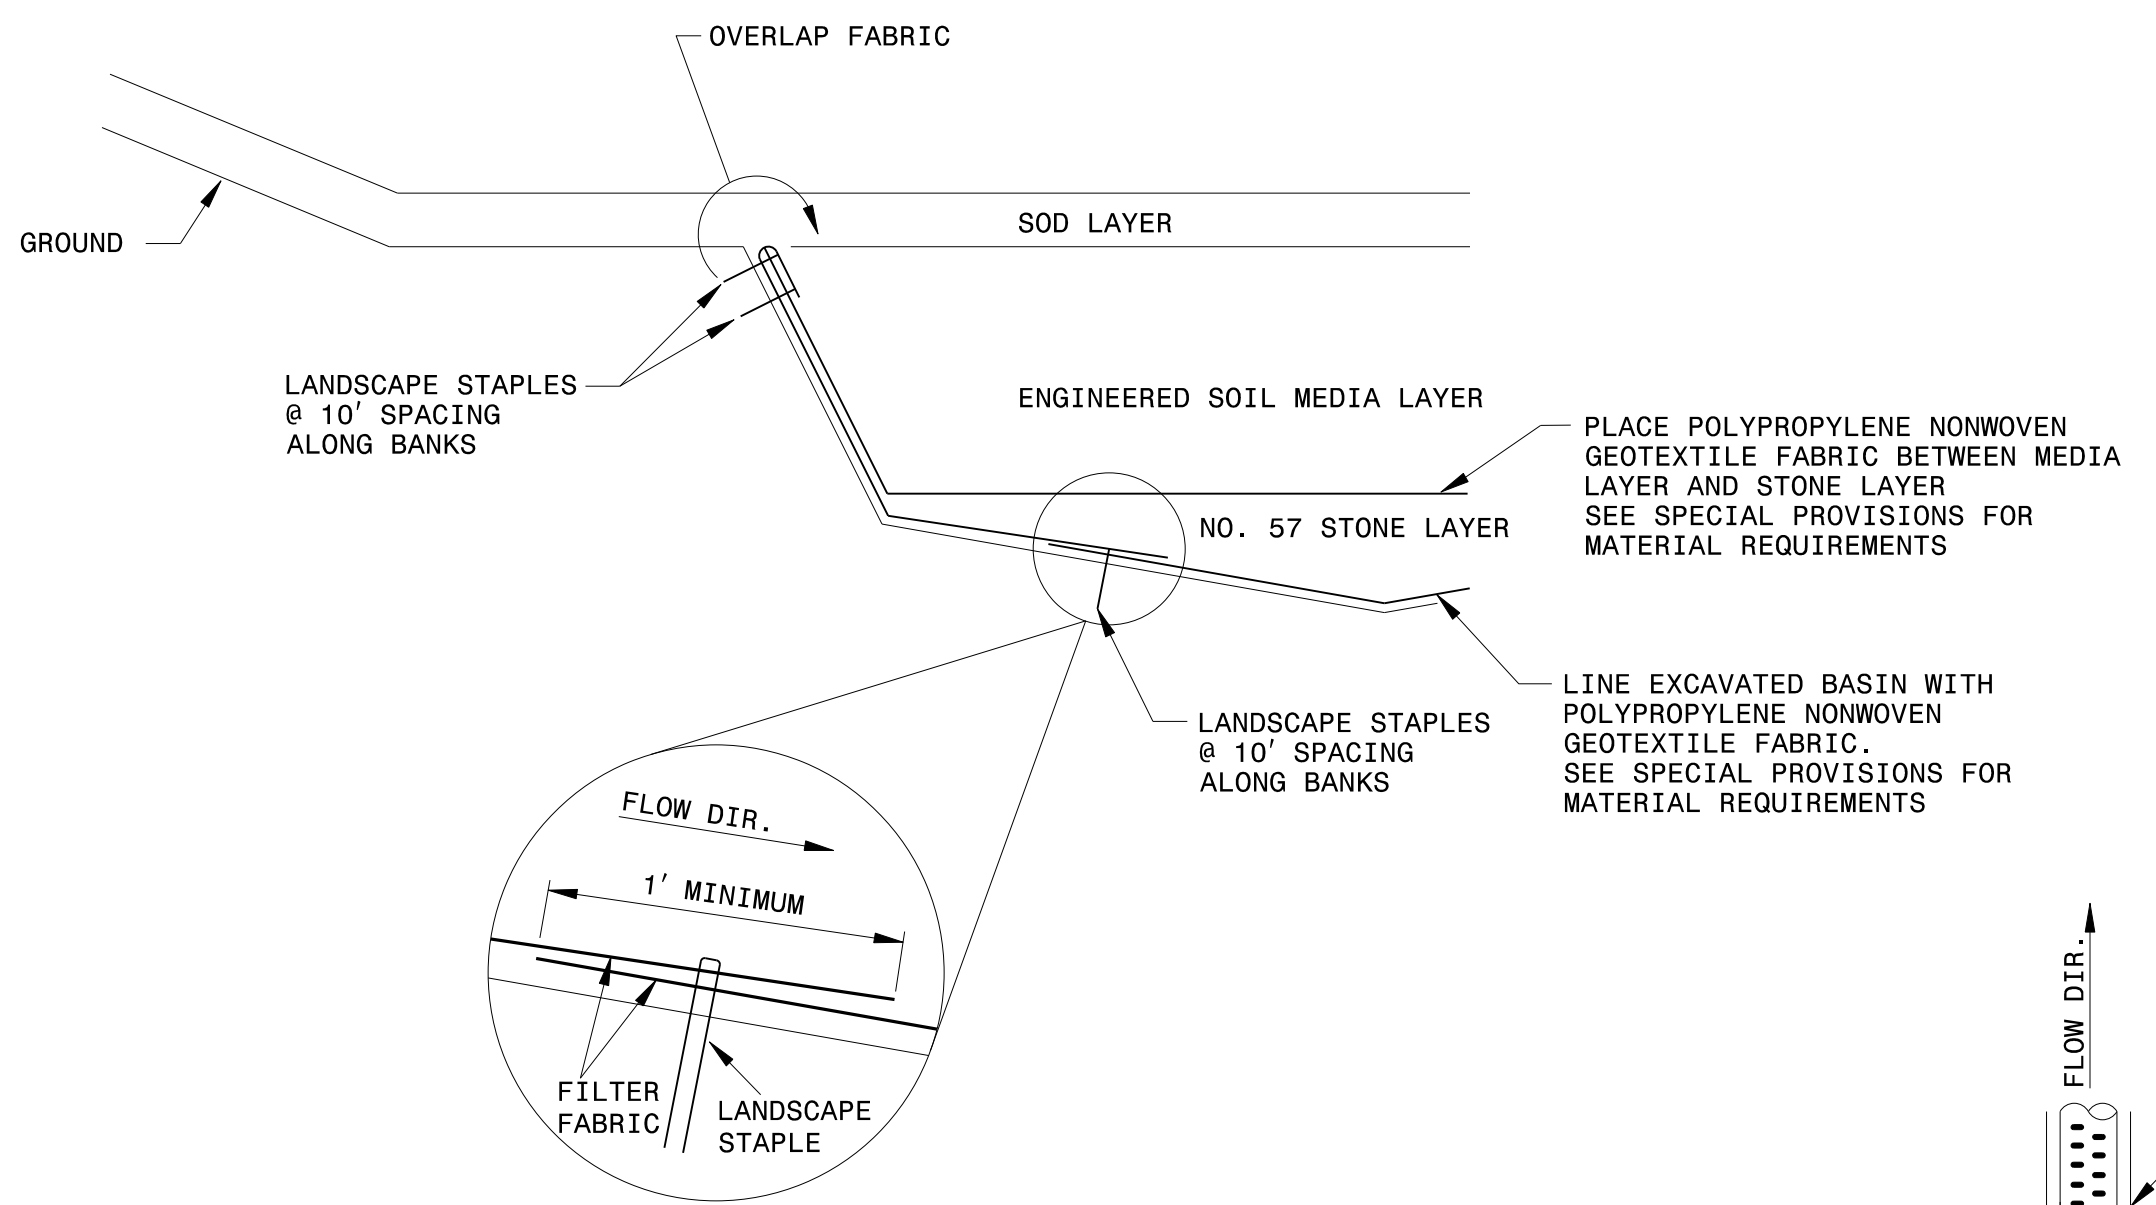 OVERLAP FABRIC
SOD LAYER
GROUND
LANDSCAPE STAPLES
@ 10' SPACING
ALONG BANKS
ENGINEERED SOIL MEDIA LAYER
PLACE POLYPROPYLENE NONWOVEN
GEOTEXTILE FABRIC BETWEEN MEDIA
LAYER AND STONE LAYER
SEE SPECIAL PROVISIONS FOR
MATERIAL REQUIREMENTS
NO. 57 STONE LAYER
LINE EXCAVATED BASIN WITH
POLYPROPYLENE NONWOVEN
GEOTEXTILE FABRIC.
SEE SPECIAL PROVISIONS FOR
MATERIAL REQUIREMENTS
LANDSCAPE STAPLES
@ 10' SPACING
ALONG BANKS
FLOW DIR.
1' MINIMUM
FILTER
FABRIC
LANDSCAPE
STAPLE
FLOW DIR.